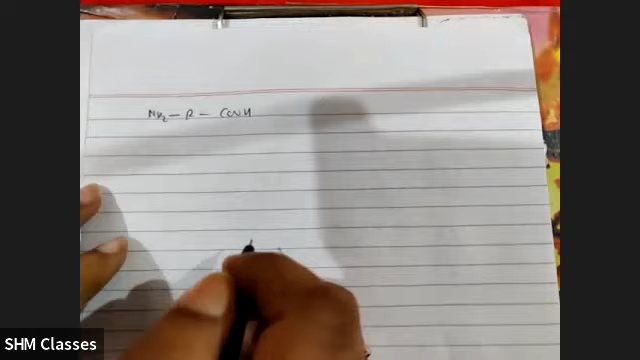 NH₂ — R — COOH
SHM Classes